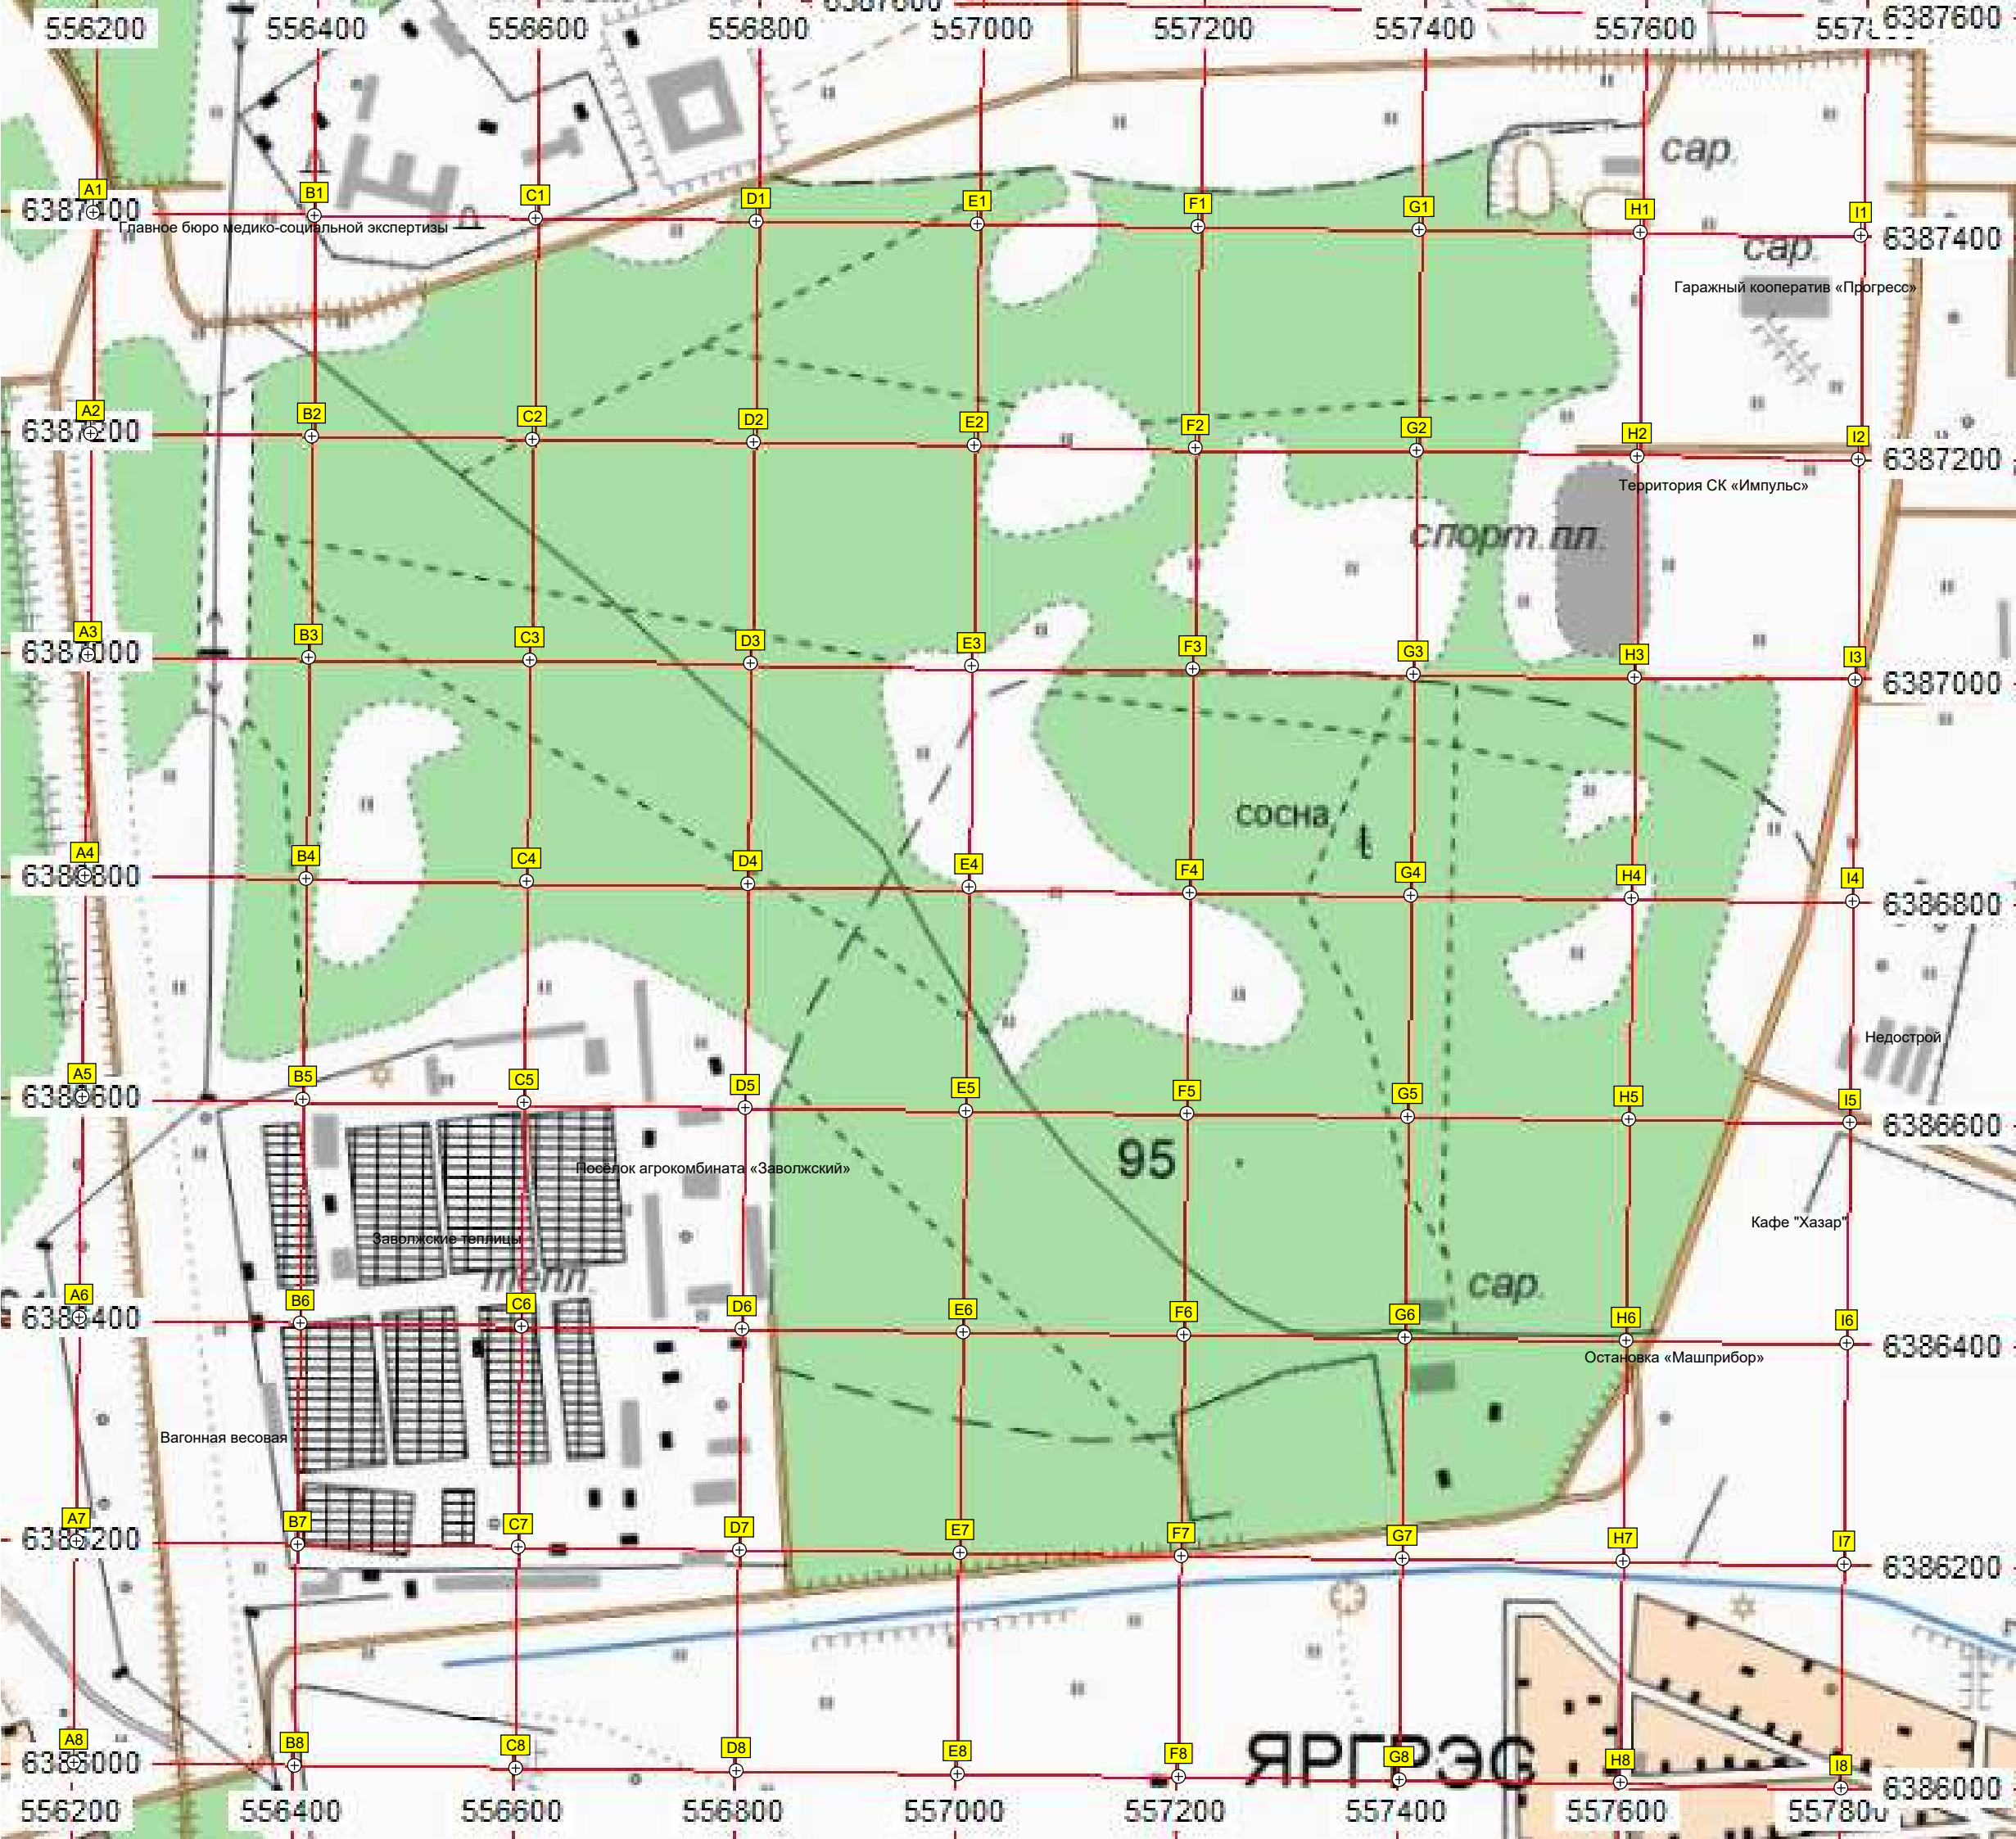 6387600
556200 556400 556600 556800 557000 557200 557400 557600 6387600
сар.
A1 B1 C1 D1 E1 F1 G1 H1 I1
6387400 6387400
Главное бюро медико-социальной экспертизы
сар.
Гаражный кооператив «Прогресс»
A2 B2 C2 D2 E2 F2 G2 H2 I2
6387200 6387200
Территория СК «Импульс»
спорт.пл.
A3 B3 C3 D3 E3 F3 G3 H3 I3
6387000 6387000
сосна
A4 B4 C4 D4 E4 F4 G4 H4 I4
6386800 6386800
Недострой
A5 B5 C5 D5 E5 F5 G5 H5 I5
6386600 6386600
95
Посёлок агрокомбината «Заволжский»
Кафе "Хазар"
Заволжские теплицы
тепл.
сар.
A6 B6 C6 D6 E6 F6 G6 H6 I6
6386400 6386400
Остановка «Машприбор»
Вагонная весовая
A7 B7 C7 D7 E7 F7 G7 H7 I7
6386200 6386200
ЯРГРЭС
A8 B8 C8 D8 E8 F8 G8 H8 I8
6386000 6386000
556200 556400 556600 556800 557000 557200 557400 557600 557800